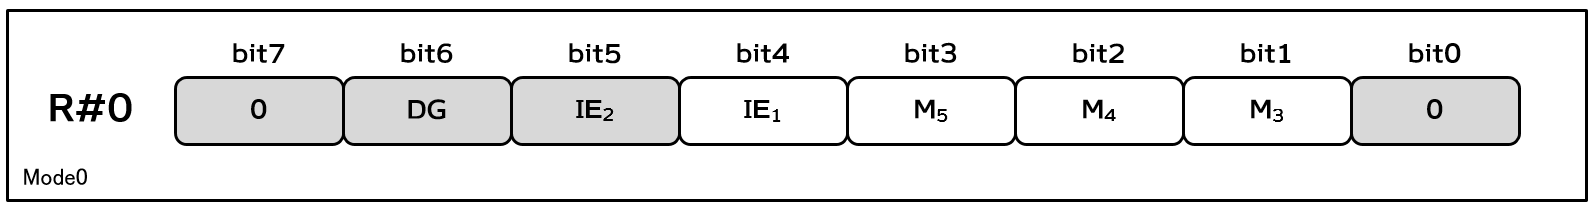 bit7 bit6 bit5 bit4 bit3 bit2 bit1 bit0
R#0 0 DG IE₂ IE₁ M₅ M₄ M₃ 0
Mode0